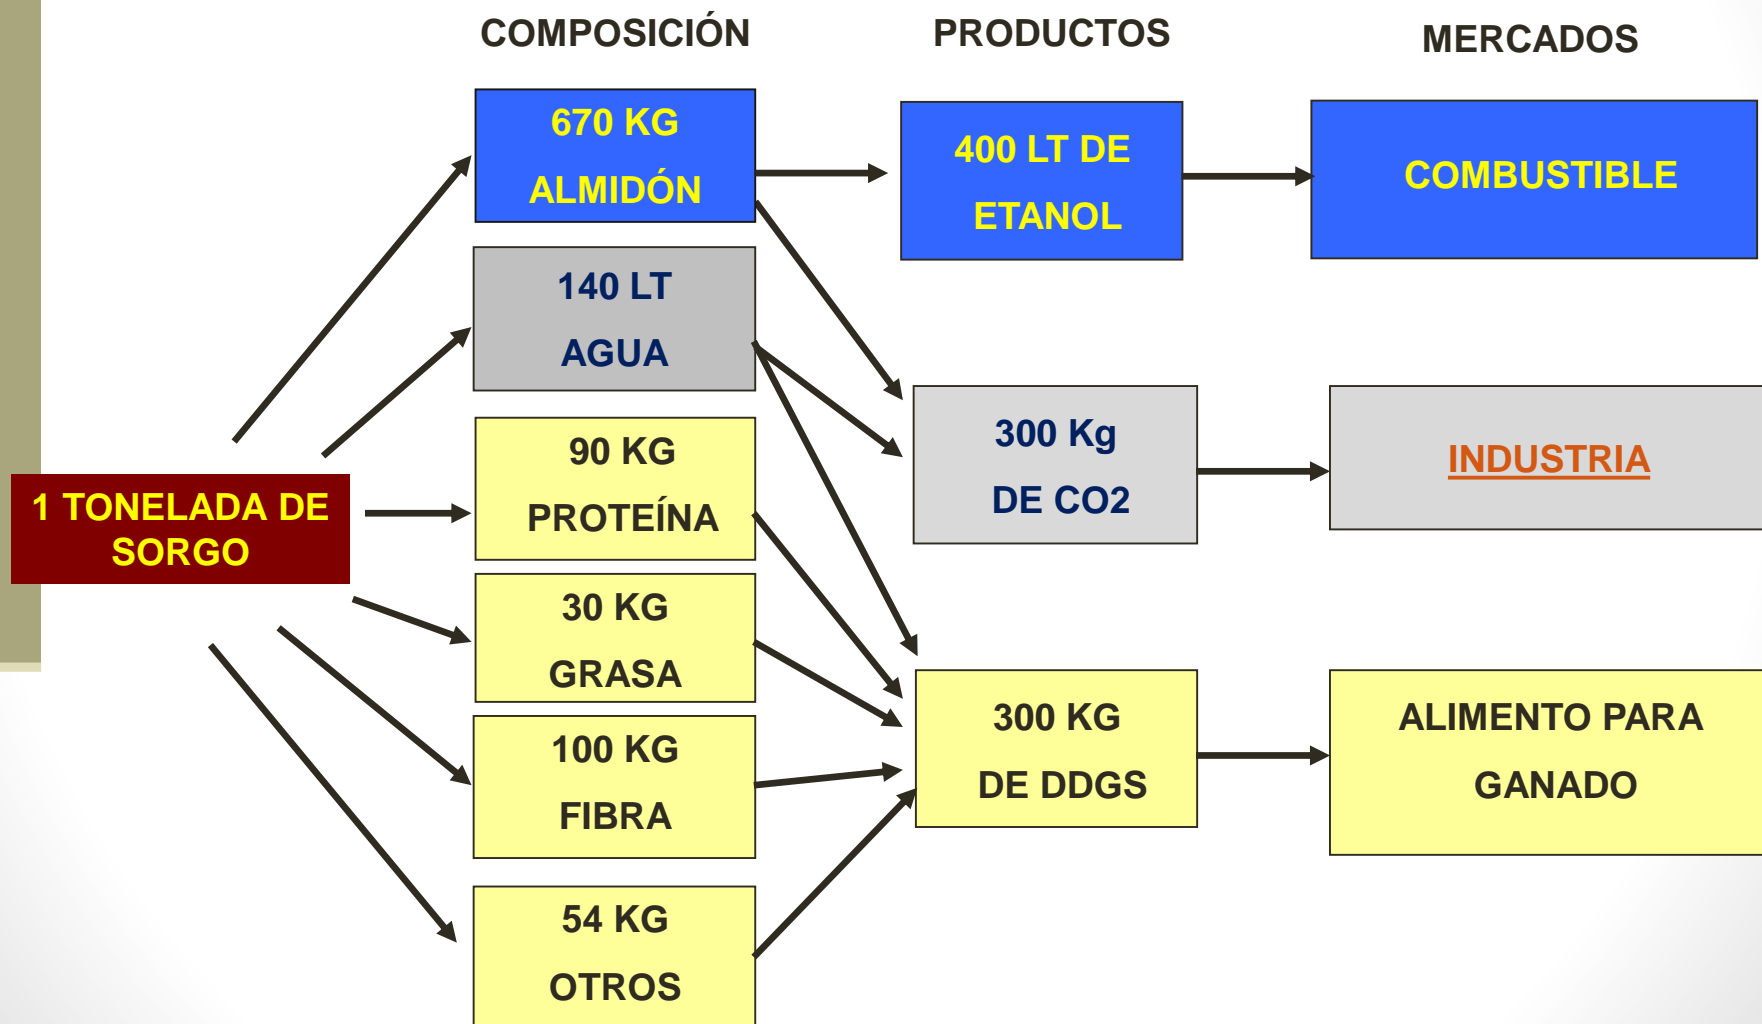 COMPOSICIÓN
PRODUCTOS
MERCADOS
1 TONELADA DE
SORGO
670 KG
ALMIDÓN
140 LT
AGUA
90 KG
PROTEÍNA
30 KG
GRASA
100 KG
FIBRA
54 KG
OTROS
400 LT DE
ETANOL
300 Kg
DE CO2
300 KG
DE DDGS
COMBUSTIBLE
INDUSTRIA
ALIMENTO PARA
GANADO